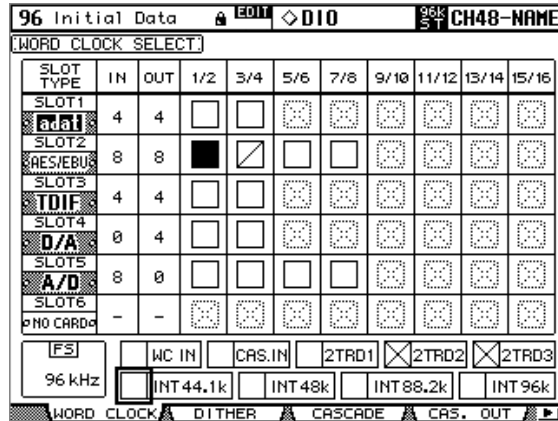 96 Initial Data EDIT DIO 96k ST CH48-NAME
WORD CLOCK SELECT
SLOT TYPE IN OUT 1/2 3/4 5/6 7/8 9/10 11/12 13/14 15/16
SLOT1
adat 4 4
SLOT2
AES/EBU 8 8
SLOT3
TDIF 4 4
SLOT4
D/A 0 4
SLOT5
A/D 8 0
SLOT6
NO CARD - -
FS WC IN CAS.IN 2TRD1 2TRD2 2TRD3
96 kHz INT44.1k INT48k INT88.2k INT96k
WORD CLOCK DITHER CASCADE CAS. OUT